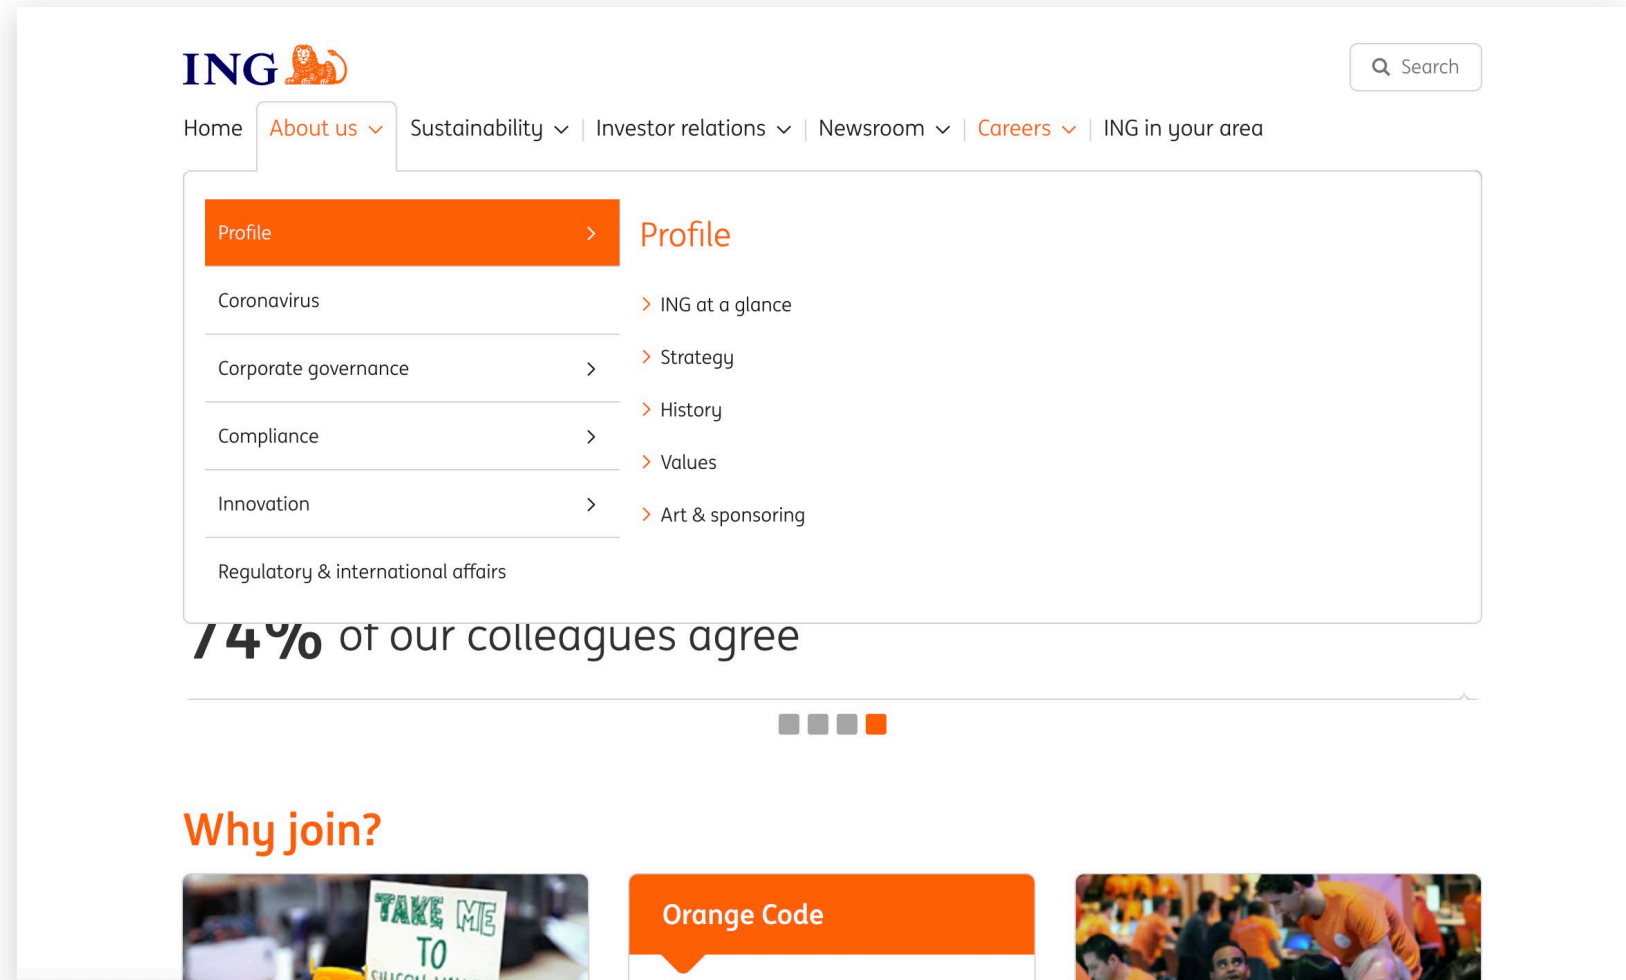 ING
Search
Home About us Sustainability Investor relations Newsroom Careers ING in your area
Profile
Coronavirus
Corporate governance
Compliance
Innovation
Regulatory & international affairs
Profile
ING at a glance
Strategy
History
Values
Art & sponsoring
74% of our colleagues agree
Why join?
TAKE ME
TO
Orange Code